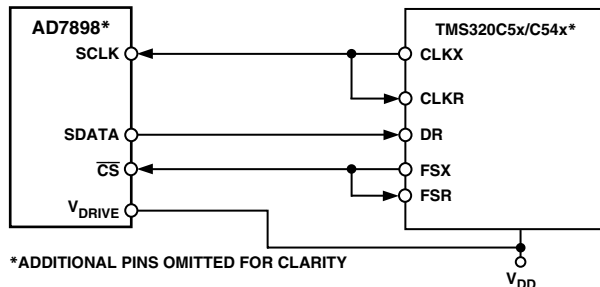 AD7898*
SCLK
SDATA
CS
VDRIVE
TMS320C5x/C54x*
CLKX
CLKR
DR
FSX
FSR
*ADDITIONAL PINS OMITTED FOR CLARITY
VDD